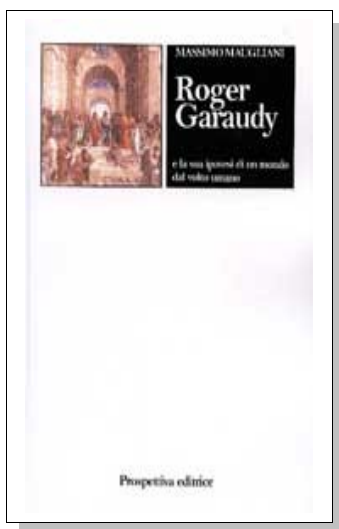 MASSIMO MAUGLIANI
Roger
Garaudy
e la sua ipotesi di un mondo
dal volto umano
Prospettiva editrice